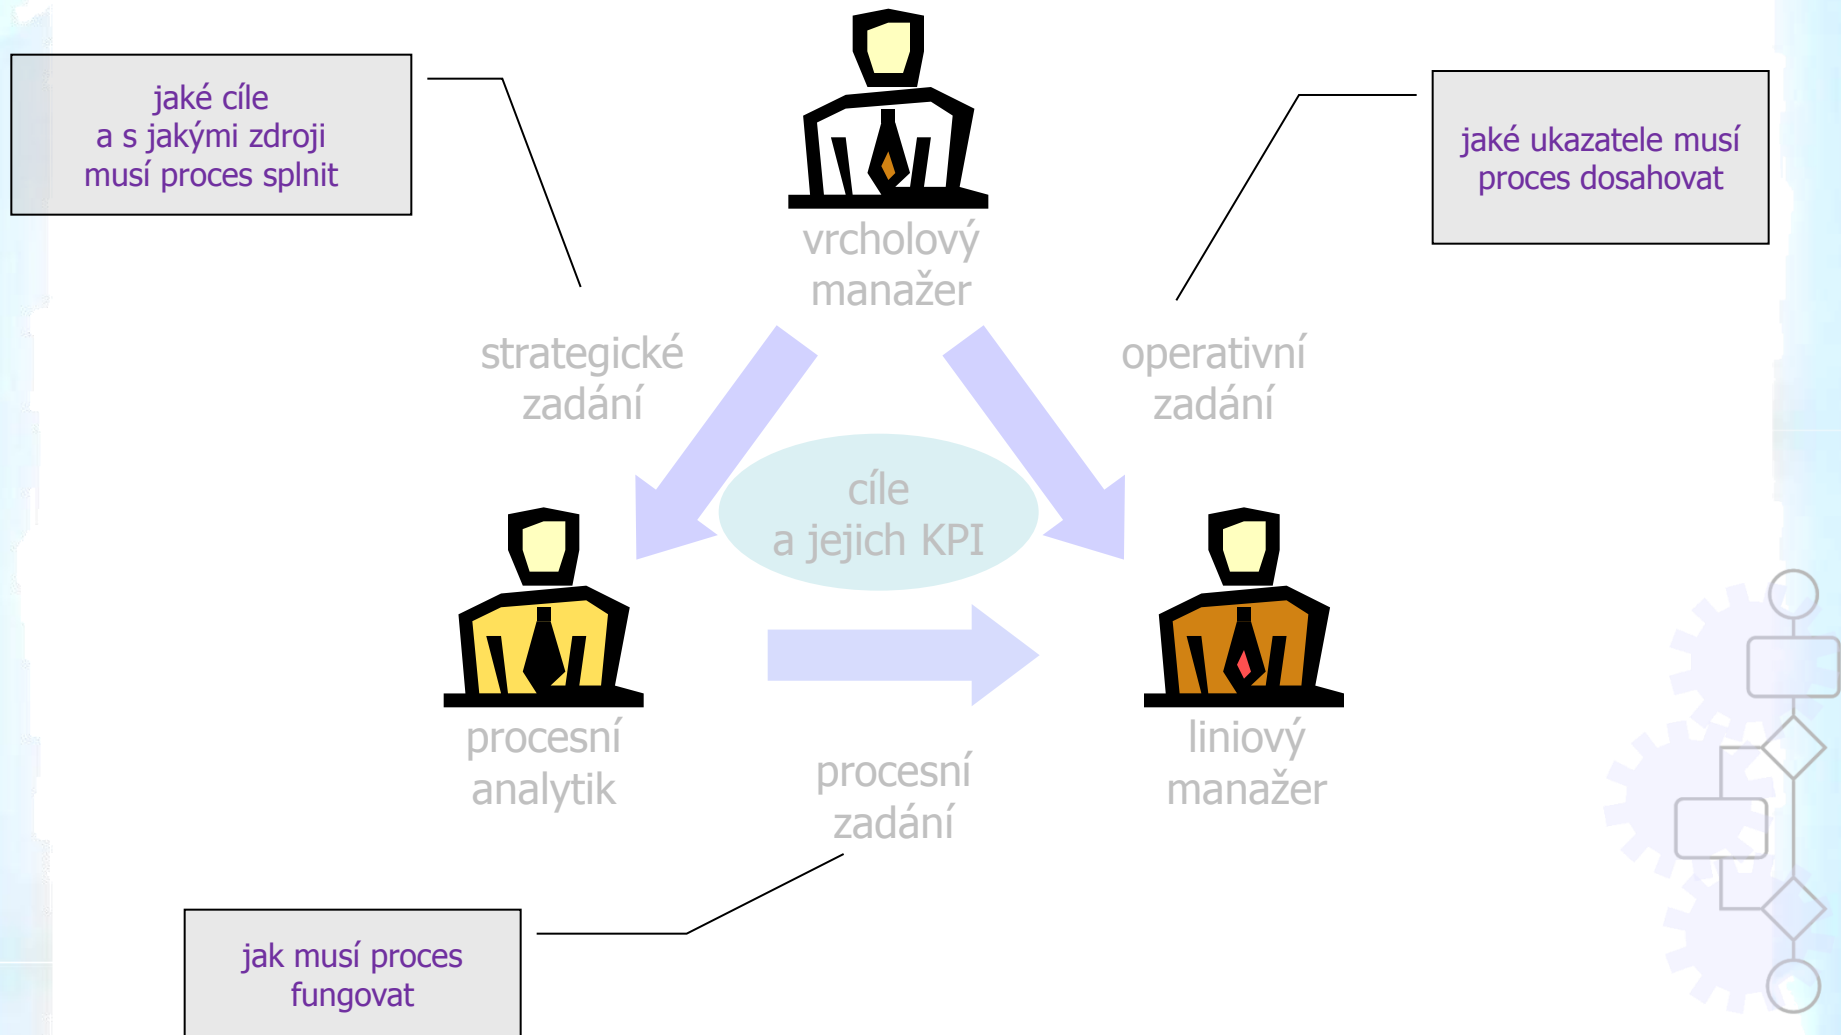 jaké cíle
a s jakými zdroji
musí proces splnit
jaké ukazatele musí
proces dosahovat
vrcholový
manažer
strategické
zadání
operativní
zadání
cíle
a jejich KPI
procesní
analytik
procesní
zadání
liniový
manažer
jak musí proces
fungovat